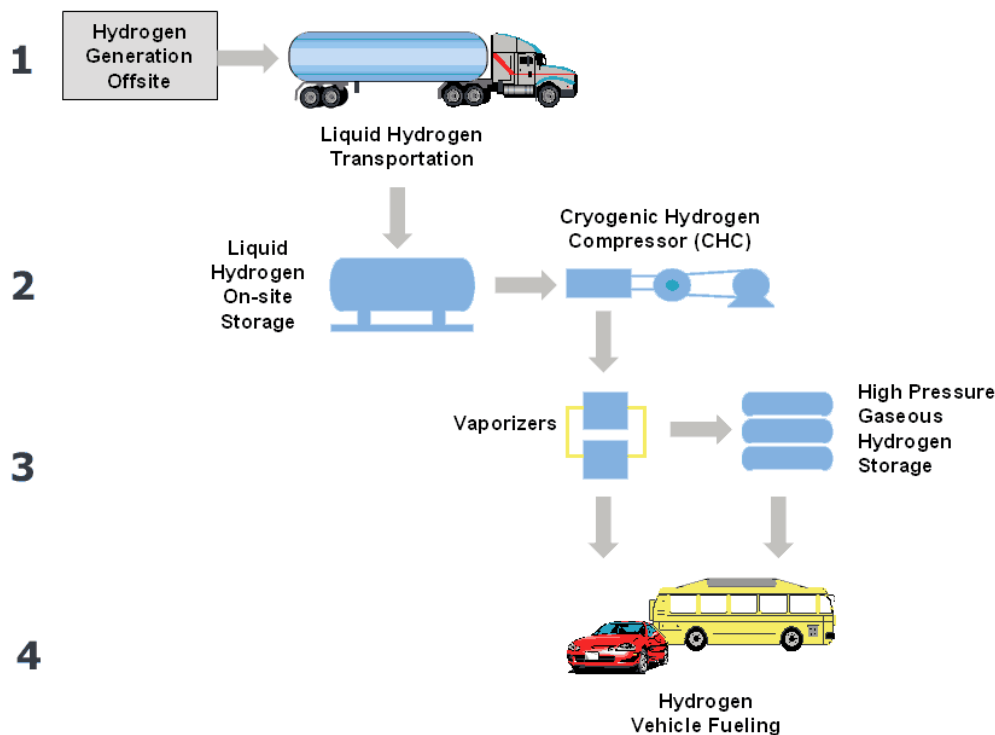 1
Hydrogen
Generation
Offsite
Liquid Hydrogen
Transportation
2
Liquid
Hydrogen
On-site
Storage
Cryogenic Hydrogen
Compressor (CHC)
3
Vaporizers
High Pressure
Gaseous
Hydrogen
Storage
4
Hydrogen
Vehicle Fueling